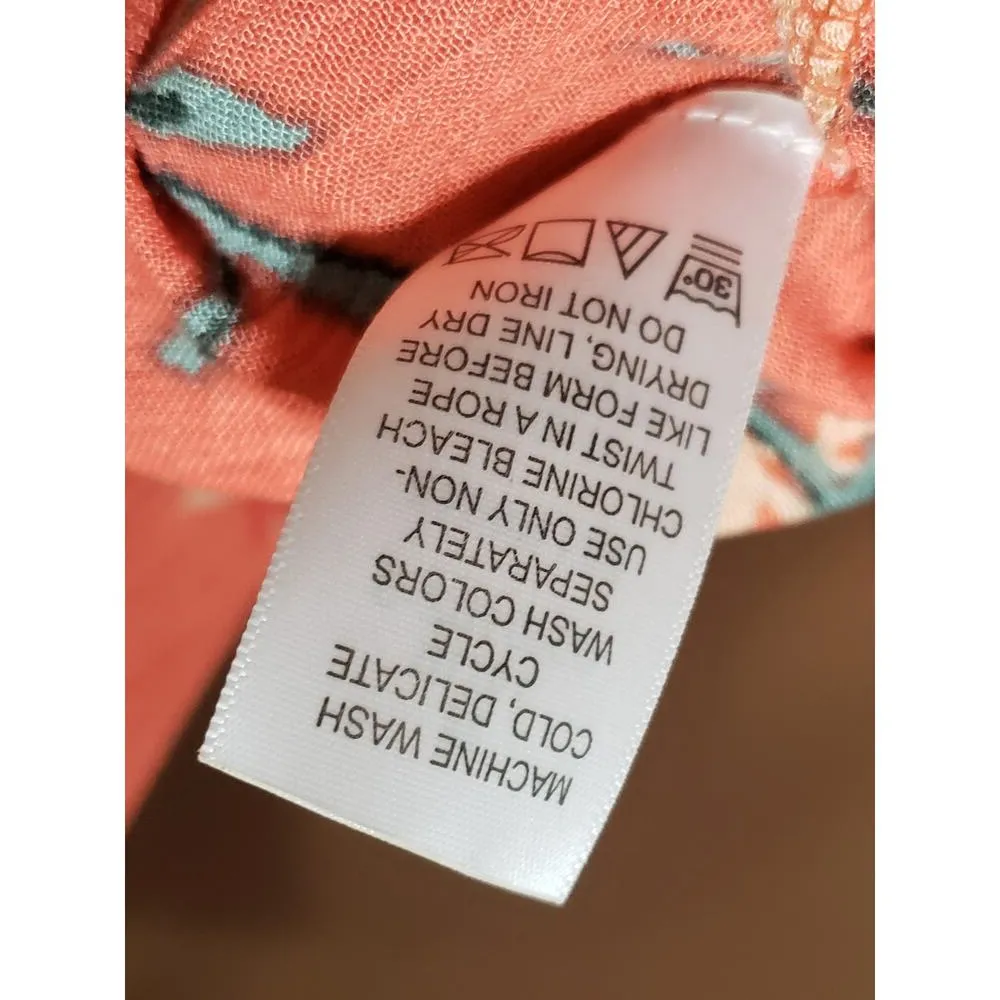 MACHINE WASH
COLD, DELICATE
CYCLE
WASH COLORS
SEPARATELY
USE ONLY NON-
CHLORINE BLEACH
TWIST IN A ROPE
LIKE FORM BEFORE
DRYING, LINE DRY
DO NOT IRON
30°